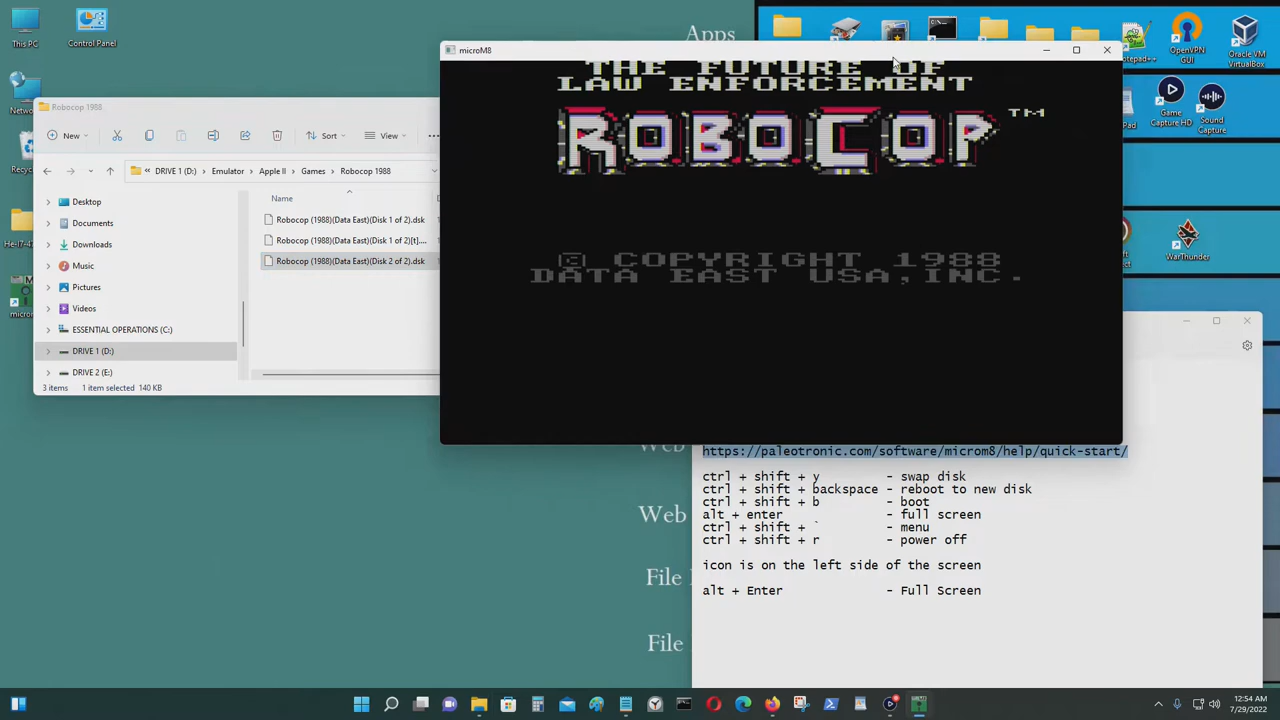 This PC
Control Panel
Apps
Notepad++
OpenVPN
GUI
Oracle VM
VirtualBox
microM8
THE FUTURE OF
LAW ENFORCEMENT
ROBOCOP™
© COPYRIGHT 1988
DATA EAST USA,INC.
Game
Capture HD
Sound
Capture
WarThunder
Robocop 1988
New
Sort
View
DRIVE 1 (D:)
Emulator
Apple II
Games
Robocop 1988
Name
Desktop
Documents
Downloads
Music
Pictures
Videos
ESSENTIAL OPERATIONS (C:)
DRIVE 1 (D:)
DRIVE 2 (E:)
Robocop (1988)(Data East)(Disk 1 of 2).dsk
Robocop (1988)(Data East)(Disk 1 of 2)[t]....
Robocop (1988)(Data East)(Disk 2 of 2).dsk
3 items
1 item selected 140 KB
https://paleotronic.com/software/microm8/help/quick-start/
ctrl + shift + y - swap disk
ctrl + shift + backspace - reboot to new disk
ctrl + shift + b - boot
alt + enter - full screen
ctrl + shift + ` - menu
ctrl + shift + r - power off
icon is on the left side of the screen
alt + Enter - Full Screen
Web
Web
File
File
12:54 AM
7/29/2022